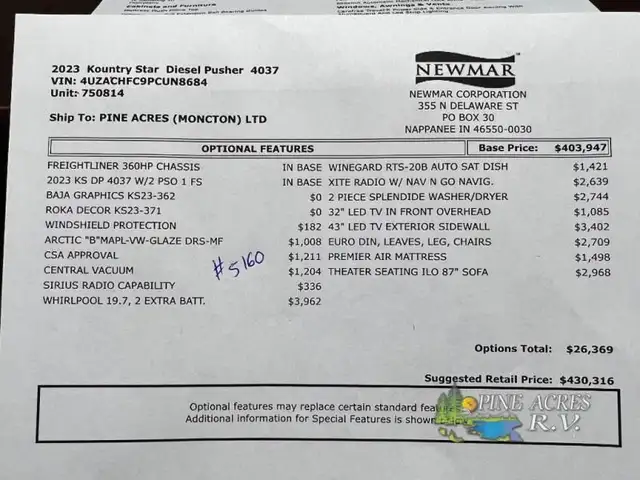 Cabinets and Furniture
Windows, Awnings & Vents
2023 Kountry Star Diesel Pusher 4037
VIN: 4UZACHFC9PCUN8684
Unit: 750814
Ship To: PINE ACRES (MONCTON) LTD
NEWMAR
NEWMAR CORPORATION
355 N DELAWARE ST
PO BOX 30
NAPPANEE IN 46550-0030
OPTIONAL FEATURES Base Price: $403,947
FREIGHTLINER 360HP CHASSIS IN BASE WINEGARD RTS-20B AUTO SAT DISH $1,421
2023 KS DP 4037 W/2 PSO 1 FS IN BASE XITE RADIO W/ NAV N GO NAVIG. $2,639
BAJA GRAPHICS KS23-362 $0 2 PIECE SPLENDIDE WASHER/DRYER $2,744
ROKA DECOR KS23-371 $0 32" LED TV IN FRONT OVERHEAD $1,085
WINDSHIELD PROTECTION $182 43" LED TV EXTERIOR SIDEWALL $3,402
ARCTIC "B"MAPL-VW-GLAZE DRS-MF $1,008 EURO DIN, LEAVES, LEG, CHAIRS $2,709
CSA APPROVAL $1,211 PREMIER AIR MATTRESS $1,498
CENTRAL VACUUM $1,204 THEATER SEATING ILO 87" SOFA $2,968
SIRIUS RADIO CAPABILITY $336
WHIRLPOOL 19.7, 2 EXTRA BATT. $3,962
#5160
Options Total: $26,369
Suggested Retail Price: $430,316
Optional features may replace certain standard
Additional information for Special Features is
PINE ACRES
R.V.